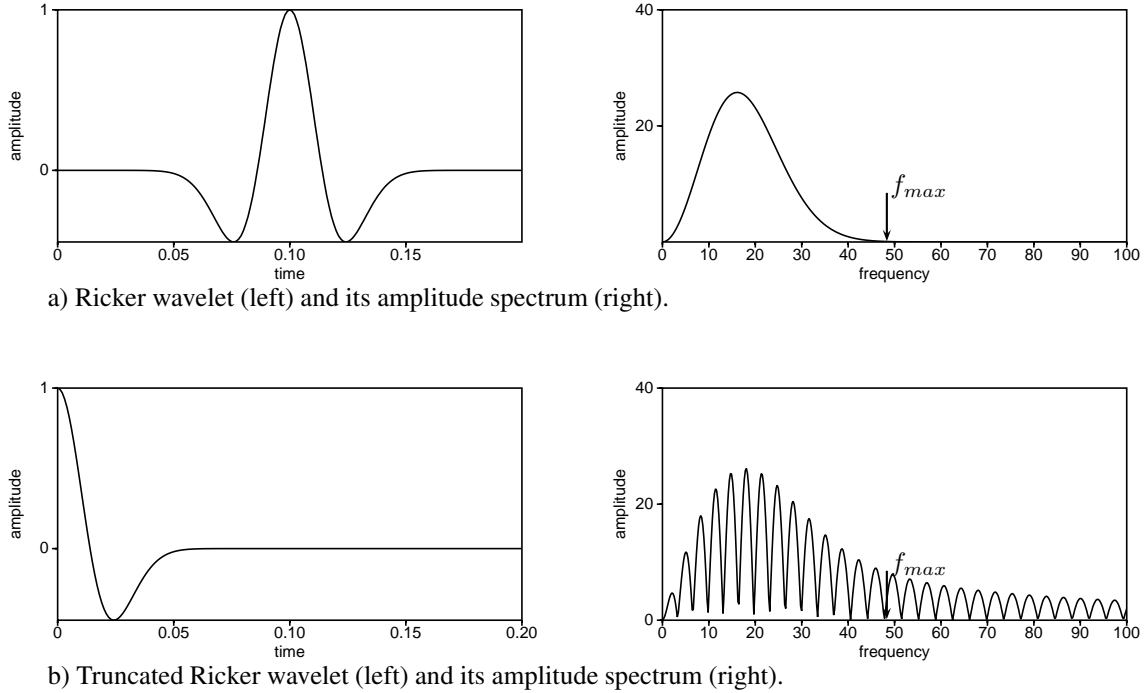 1
0
amplitude
0 0.05 0.10 0.15
time
40
20
amplitude
f_max
0 10 20 30 40 50 60 70 80 90 100
frequency
a) Ricker wavelet (left) and its amplitude spectrum (right).
1
0
amplitude
0 0.05 0.10 0.15 0.20
time
40
20
0
amplitude
f_max
0 10 20 30 40 50 60 70 80 90 100
frequency
b) Truncated Ricker wavelet (left) and its amplitude spectrum (right).